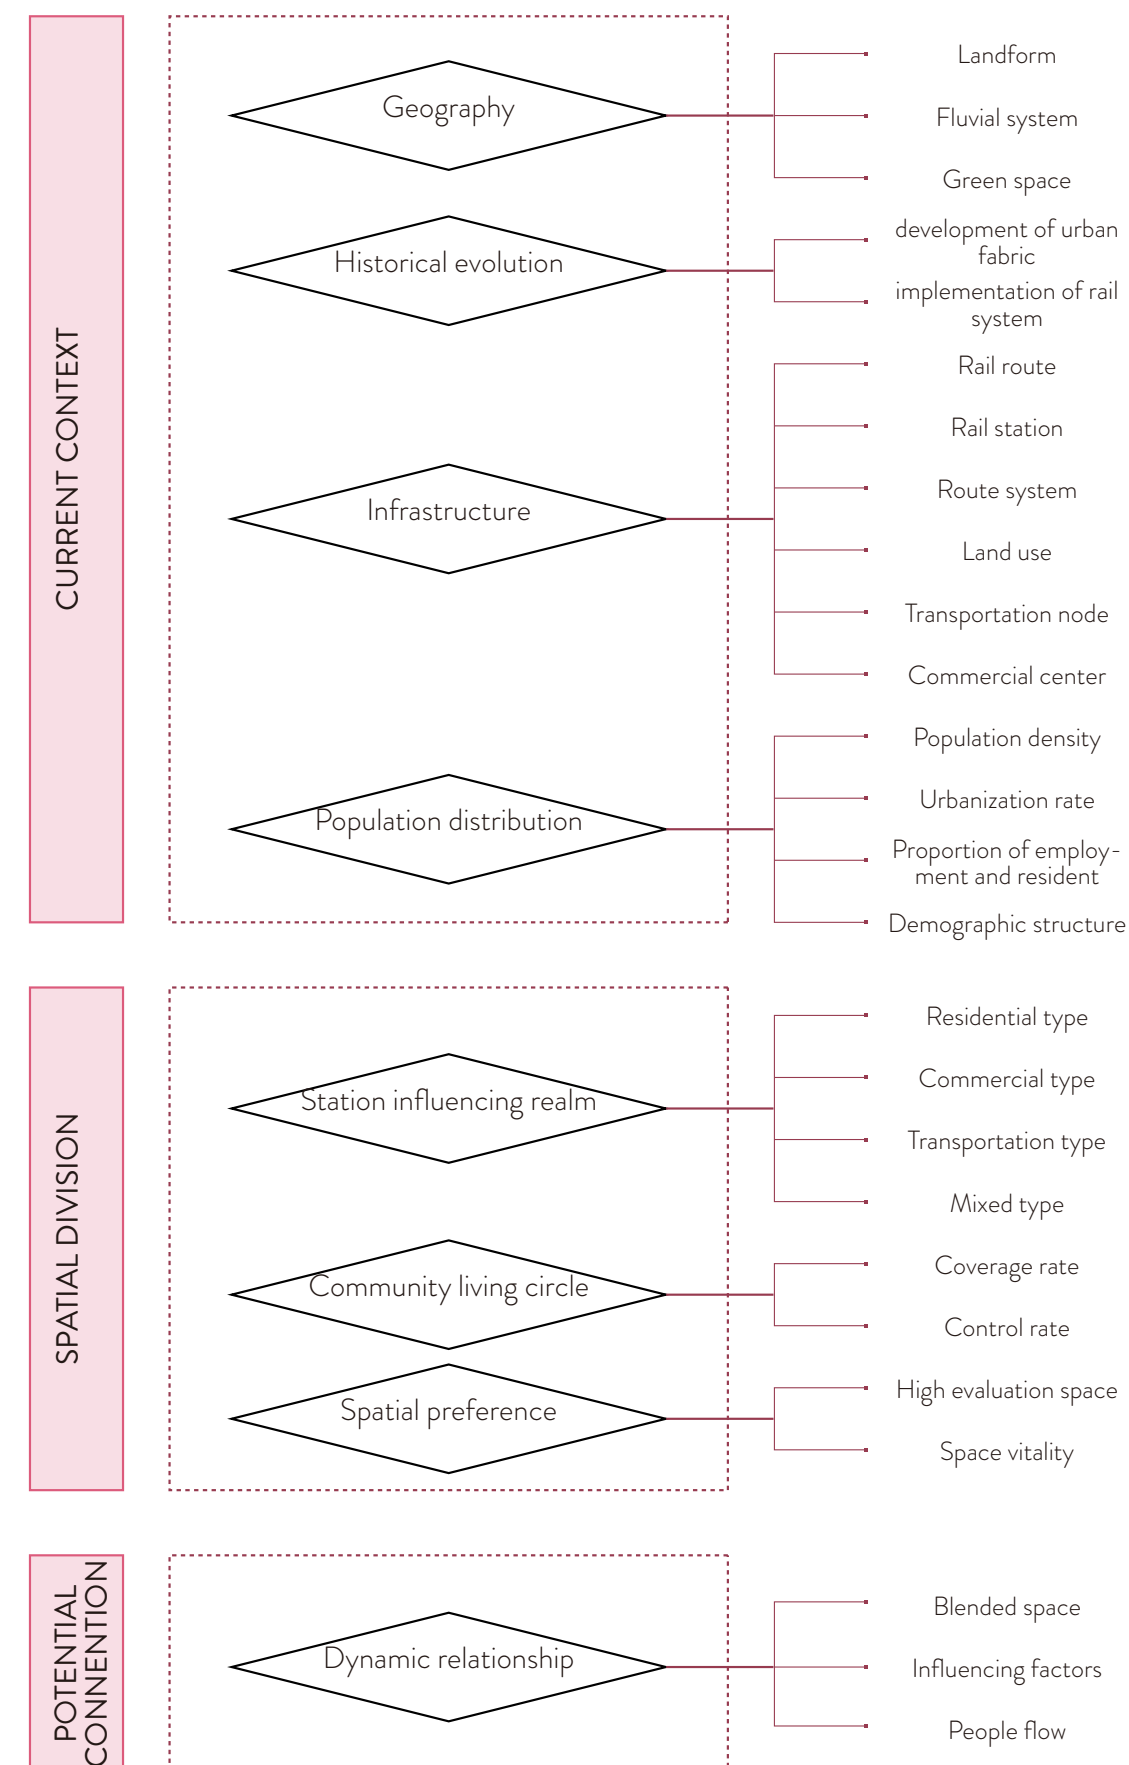 CURRENT CONTEXT
Geography
Landform
Fluvial system
Green space
Historical evolution
development of urban
fabric
implementation of rail
system
Infrastructure
Rail route
Rail station
Route system
Land use
Transportation node
Commercial center
Population distribution
Population density
Urbanization rate
Proportion of employ-
ment and resident
Demographic structure
SPATIAL DIVISION
Station influencing realm
Residential type
Commercial type
Transportation type
Mixed type
Community living circle
Coverage rate
Control rate
Spatial preference
High evaluation space
Space vitality
POTENTIAL
CONNENTION
Dynamic relationship
Blended space
Influencing factors
People flow